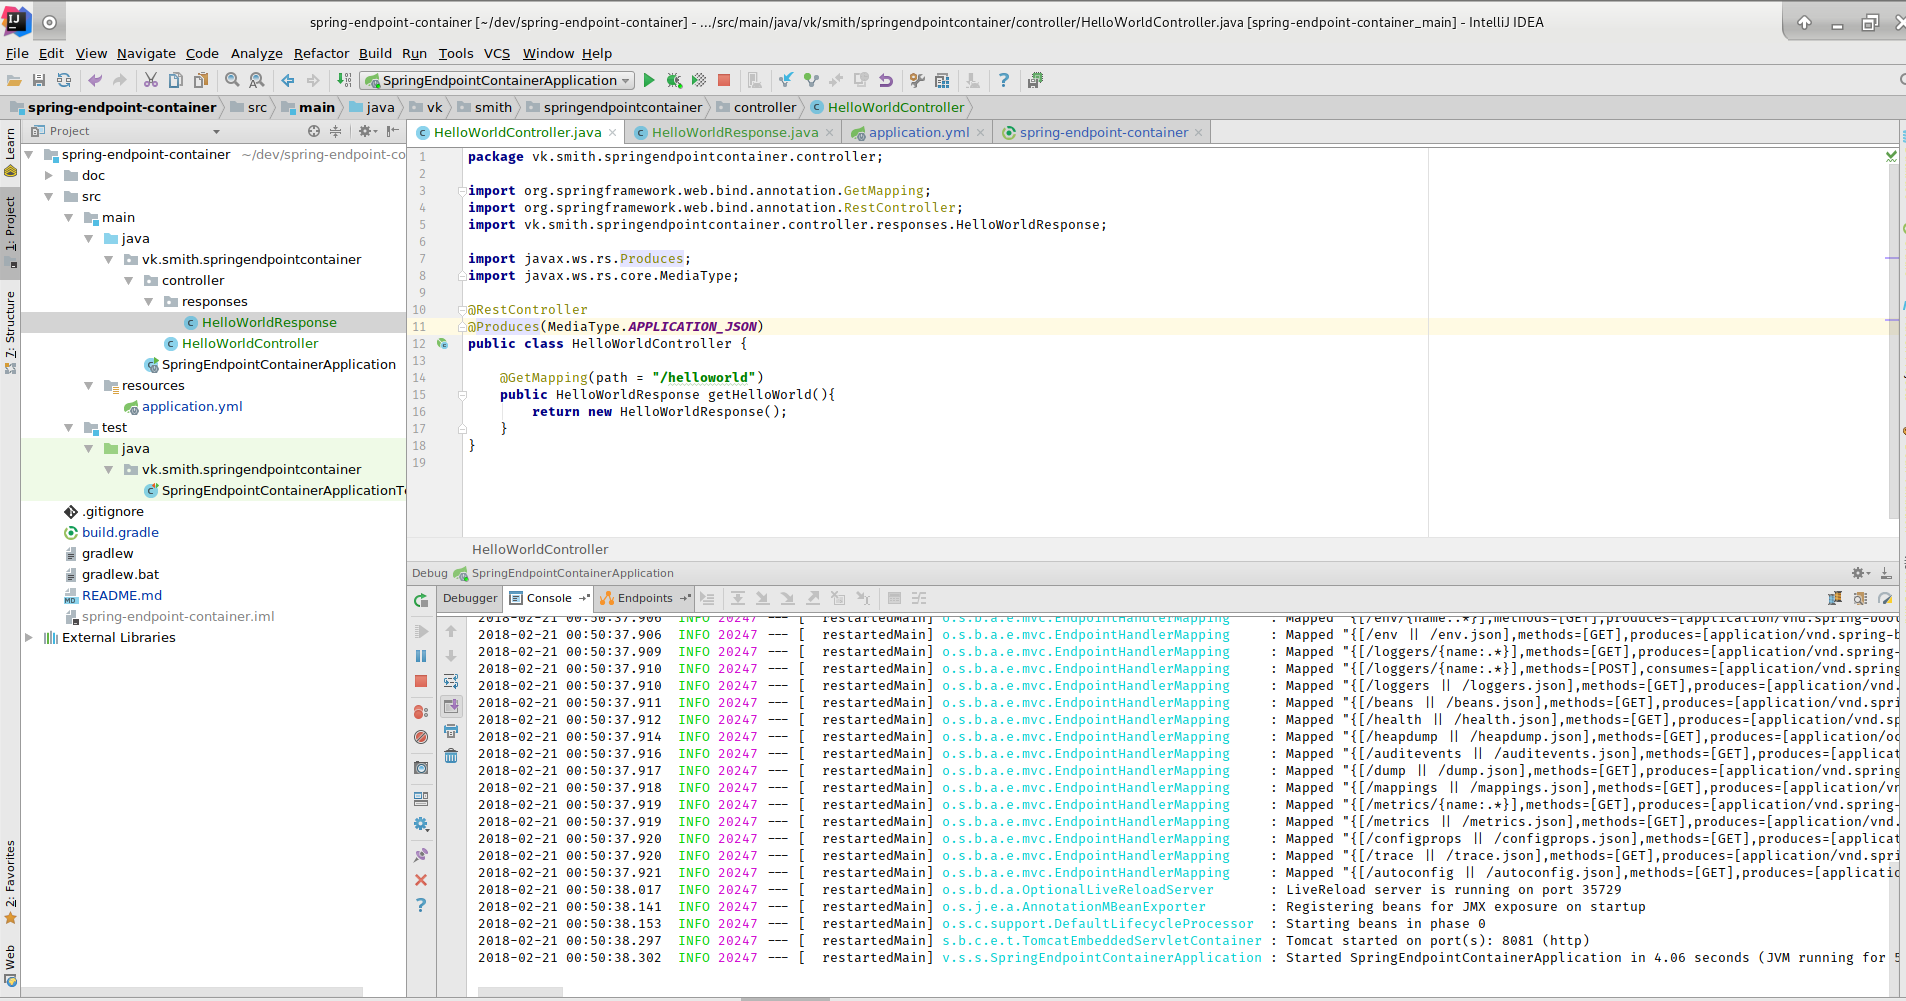 spring-endpoint-container [~/dev/spring-endpoint-container] - .../src/main/java/vk/smith/springendpointcontainer/controller/HelloWorldController.java [spring-endpoint-container_main] - IntelliJ IDEA
File Edit View Navigate Code Analyze Refactor Build Run Tools VCS Window Help
SpringEndpointContainerApplication
spring-endpoint-container src main java vk smith springendpointcontainer controller HelloWorldController
Learn
1: Project
7: Structure
2: Favorites
Web
Project
spring-endpoint-container ~/dev/spring-endpoint-co
doc
src
main
java
vk.smith.springendpointcontainer
controller
responses
HelloWorldResponse
HelloWorldController
SpringEndpointContainerApplication
resources
application.yml
test
java
vk.smith.springendpointcontainer
SpringEndpointContainerApplicationT
.gitignore
build.gradle
gradlew
gradlew.bat
README.md
spring-endpoint-container.iml
External Libraries
HelloWorldController.java HelloWorldResponse.java application.yml spring-endpoint-container
1 package vk.smith.springendpointcontainer.controller;
2
3 import org.springframework.web.bind.annotation.GetMapping;
4 import org.springframework.web.bind.annotation.RestController;
5 import vk.smith.springendpointcontainer.controller.responses.HelloWorldResponse;
6
7 import javax.ws.rs.Produces;
8 import javax.ws.rs.core.MediaType;
9
10 @RestController
11 @Produces(MediaType.APPLICATION_JSON)
12 public class HelloWorldController {
13
14 @GetMapping(path = "/helloworld")
15 public HelloWorldResponse getHelloWorld(){
16 return new HelloWorldResponse();
17 }
18 }
19
HelloWorldController
Debug SpringEndpointContainerApplication
Debugger Console Endpoints
2018-02-21 00:50:37.906 INFO 20247 --- [ restartedMain] o.s.b.a.e.mvc.EndpointHandlerMapping : Mapped "{[/env/{name:.*}],methods=[GET],produces=[application/vnd.spring-boo
2018-02-21 00:50:37.906 INFO 20247 --- [ restartedMain] o.s.b.a.e.mvc.EndpointHandlerMapping : Mapped "{[/env || /env.json],methods=[GET],produces=[application/vnd.spring-b
2018-02-21 00:50:37.909 INFO 20247 --- [ restartedMain] o.s.b.a.e.mvc.EndpointHandlerMapping : Mapped "{[/loggers/{name:.*}],methods=[GET],produces=[application/vnd.spring-
2018-02-21 00:50:37.910 INFO 20247 --- [ restartedMain] o.s.b.a.e.mvc.EndpointHandlerMapping : Mapped "{[/loggers/{name:.*}],methods=[POST],consumes=[application/vnd.spring
2018-02-21 00:50:37.910 INFO 20247 --- [ restartedMain] o.s.b.a.e.mvc.EndpointHandlerMapping : Mapped "{[/loggers || /loggers.json],methods=[GET],produces=[application/vnd.
2018-02-21 00:50:37.911 INFO 20247 --- [ restartedMain] o.s.b.a.e.mvc.EndpointHandlerMapping : Mapped "{[/beans || /beans.json],methods=[GET],produces=[application/vnd.spri
2018-02-21 00:50:37.912 INFO 20247 --- [ restartedMain] o.s.b.a.e.mvc.EndpointHandlerMapping : Mapped "{[/health || /health.json],methods=[GET],produces=[application/vnd.sp
2018-02-21 00:50:37.914 INFO 20247 --- [ restartedMain] o.s.b.a.e.mvc.EndpointHandlerMapping : Mapped "{[/heapdump || /heapdump.json],methods=[GET],produces=[application/oc
2018-02-21 00:50:37.916 INFO 20247 --- [ restartedMain] o.s.b.a.e.mvc.EndpointHandlerMapping : Mapped "{[/auditevents || /auditevents.json],methods=[GET],produces=[applicat
2018-02-21 00:50:37.917 INFO 20247 --- [ restartedMain] o.s.b.a.e.mvc.EndpointHandlerMapping : Mapped "{[/dump || /dump.json],methods=[GET],produces=[application/vnd.spring
2018-02-21 00:50:37.918 INFO 20247 --- [ restartedMain] o.s.b.a.e.mvc.EndpointHandlerMapping : Mapped "{[/mappings || /mappings.json],methods=[GET],produces=[application/vn
2018-02-21 00:50:37.919 INFO 20247 --- [ restartedMain] o.s.b.a.e.mvc.EndpointHandlerMapping : Mapped "{[/metrics/{name:.*}],methods=[GET],produces=[application/vnd.spring-
2018-02-21 00:50:37.919 INFO 20247 --- [ restartedMain] o.s.b.a.e.mvc.EndpointHandlerMapping : Mapped "{[/metrics || /metrics.json],methods=[GET],produces=[application/vnd.
2018-02-21 00:50:37.920 INFO 20247 --- [ restartedMain] o.s.b.a.e.mvc.EndpointHandlerMapping : Mapped "{[/configprops || /configprops.json],methods=[GET],produces=[applicat
2018-02-21 00:50:37.920 INFO 20247 --- [ restartedMain] o.s.b.a.e.mvc.EndpointHandlerMapping : Mapped "{[/trace || /trace.json],methods=[GET],produces=[application/vnd.spri
2018-02-21 00:50:37.921 INFO 20247 --- [ restartedMain] o.s.b.a.e.mvc.EndpointHandlerMapping : Mapped "{[/autoconfig || /autoconfig.json],methods=[GET],produces=[applicatio
2018-02-21 00:50:38.017 INFO 20247 --- [ restartedMain] o.s.b.d.a.OptionalLiveReloadServer : LiveReload server is running on port 35729
2018-02-21 00:50:38.141 INFO 20247 --- [ restartedMain] o.s.j.e.a.AnnotationMBeanExporter : Registering beans for JMX exposure on startup
2018-02-21 00:50:38.153 INFO 20247 --- [ restartedMain] o.s.c.support.DefaultLifecycleProcessor : Starting beans in phase 0
2018-02-21 00:50:38.297 INFO 20247 --- [ restartedMain] s.b.c.e.t.TomcatEmbeddedServletContainer : Tomcat started on port(s): 8081 (http)
2018-02-21 00:50:38.302 INFO 20247 --- [ restartedMain] v.s.s.SpringEndpointContainerApplication : Started SpringEndpointContainerApplication in 4.06 seconds (JVM running for 5